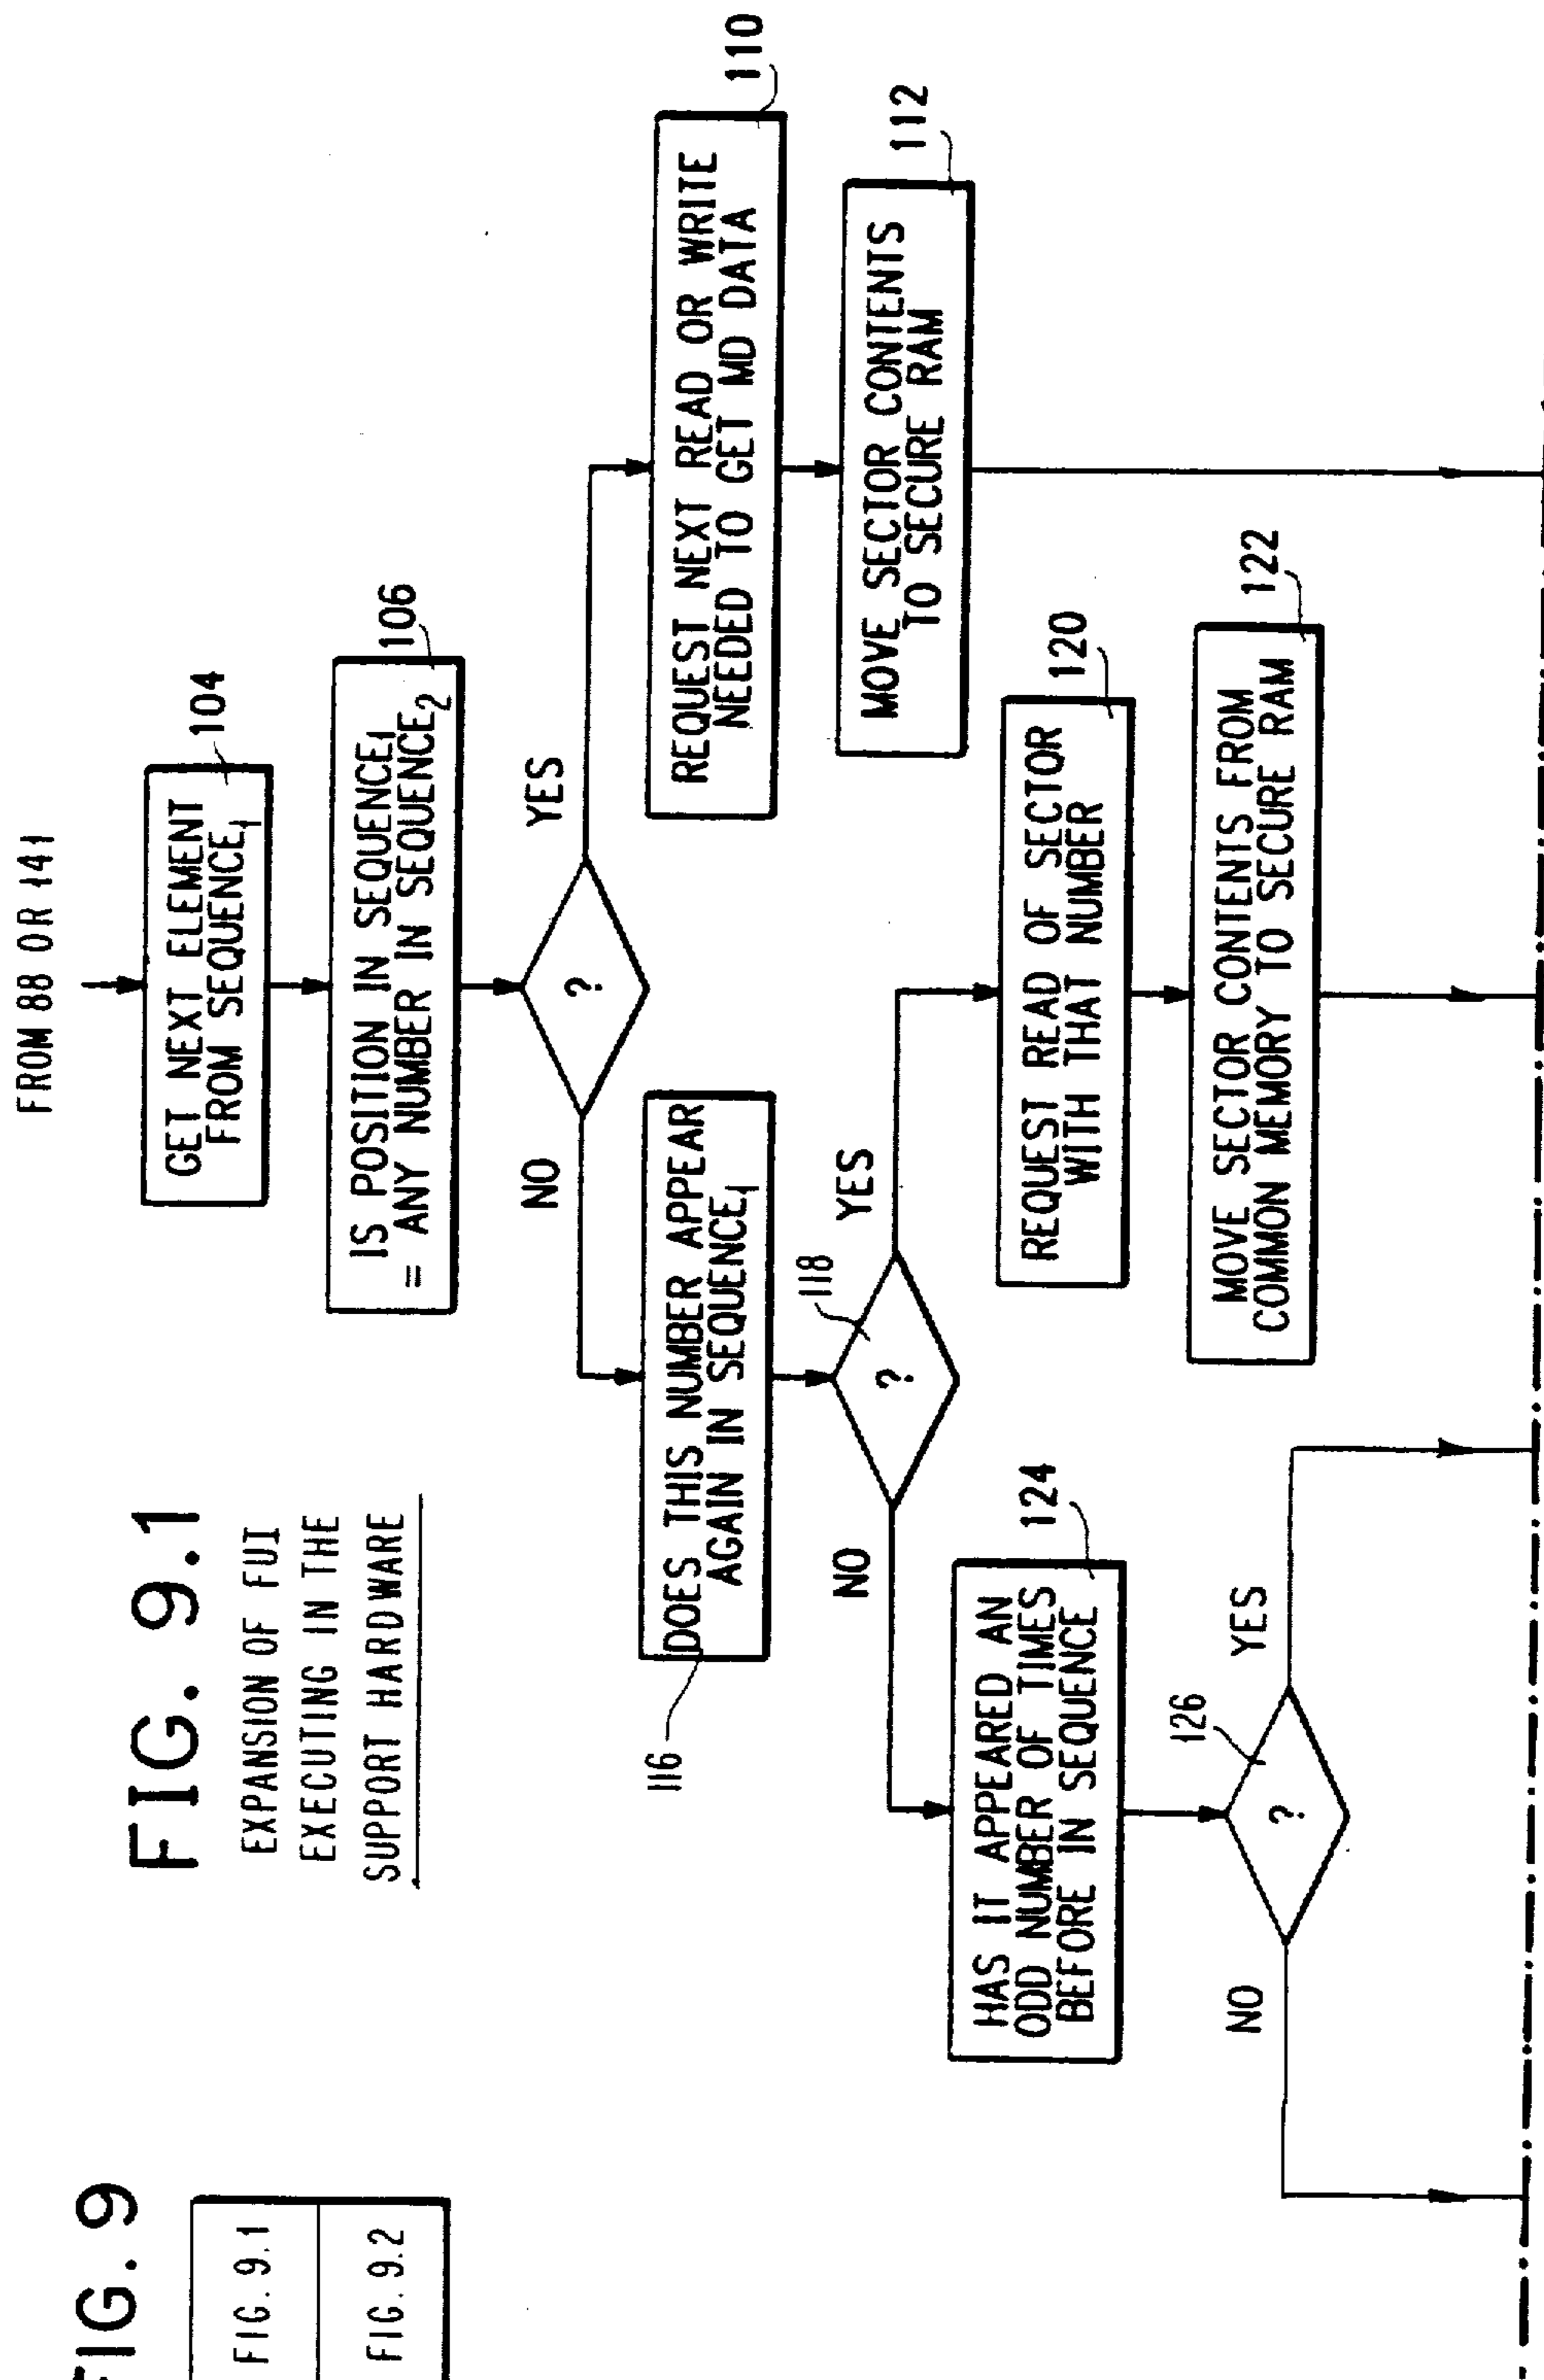 FIG. 9
FIG. 9.1
FIG. 9.2
FIG. 9.1
EXPANSION OF FUI
EXECUTING IN THE
SUPPORT HARDWARE
FROM 88 OR 141
GET NEXT ELEMENT
FROM SEQUENCE1
104
IS POSITION IN SEQUENCE1
= ANY NUMBER IN SEQUENCE2
106
?
NO
YES
REQUEST NEXT READ OR WRITE
NEEDED TO GET MD DATA
110
MOVE SECTOR CONTENTS
TO SECURE RAM
112
DOES THIS NUMBER APPEAR
AGAIN IN SEQUENCE1
116
?
118
NO
YES
REQUEST READ OF SECTOR
WITH THAT NUMBER
120
MOVE SECTOR CONTENTS FROM
COMMON MEMORY TO SECURE RAM
122
HAS IT APPEARED AN
ODD NUMBER OF TIMES
BEFORE IN SEQUENCE
124
?
126
NO
YES